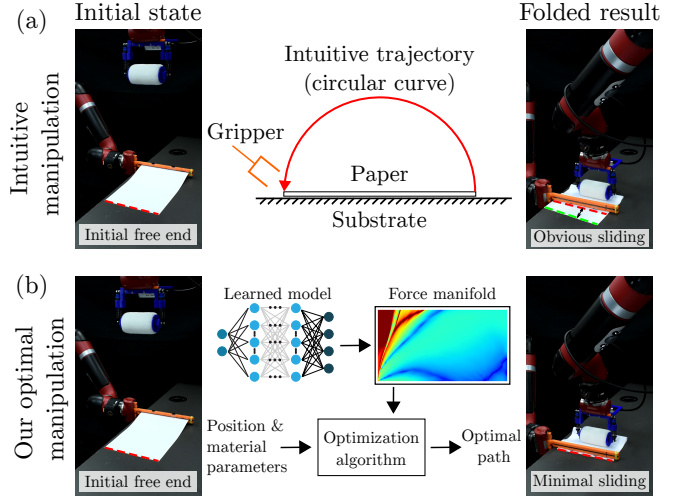 (a)
Initial state
Folded result
Intuitive
manipulation
Intuitive trajectory
(circular curve)
Gripper
Paper
Substrate
Initial free end
Obvious sliding
(b)
Our optimal
manipulation
Learned model
Force manifold
Position &
material
parameters
Optimization
algorithm
Optimal
path
Initial free end
Minimal sliding